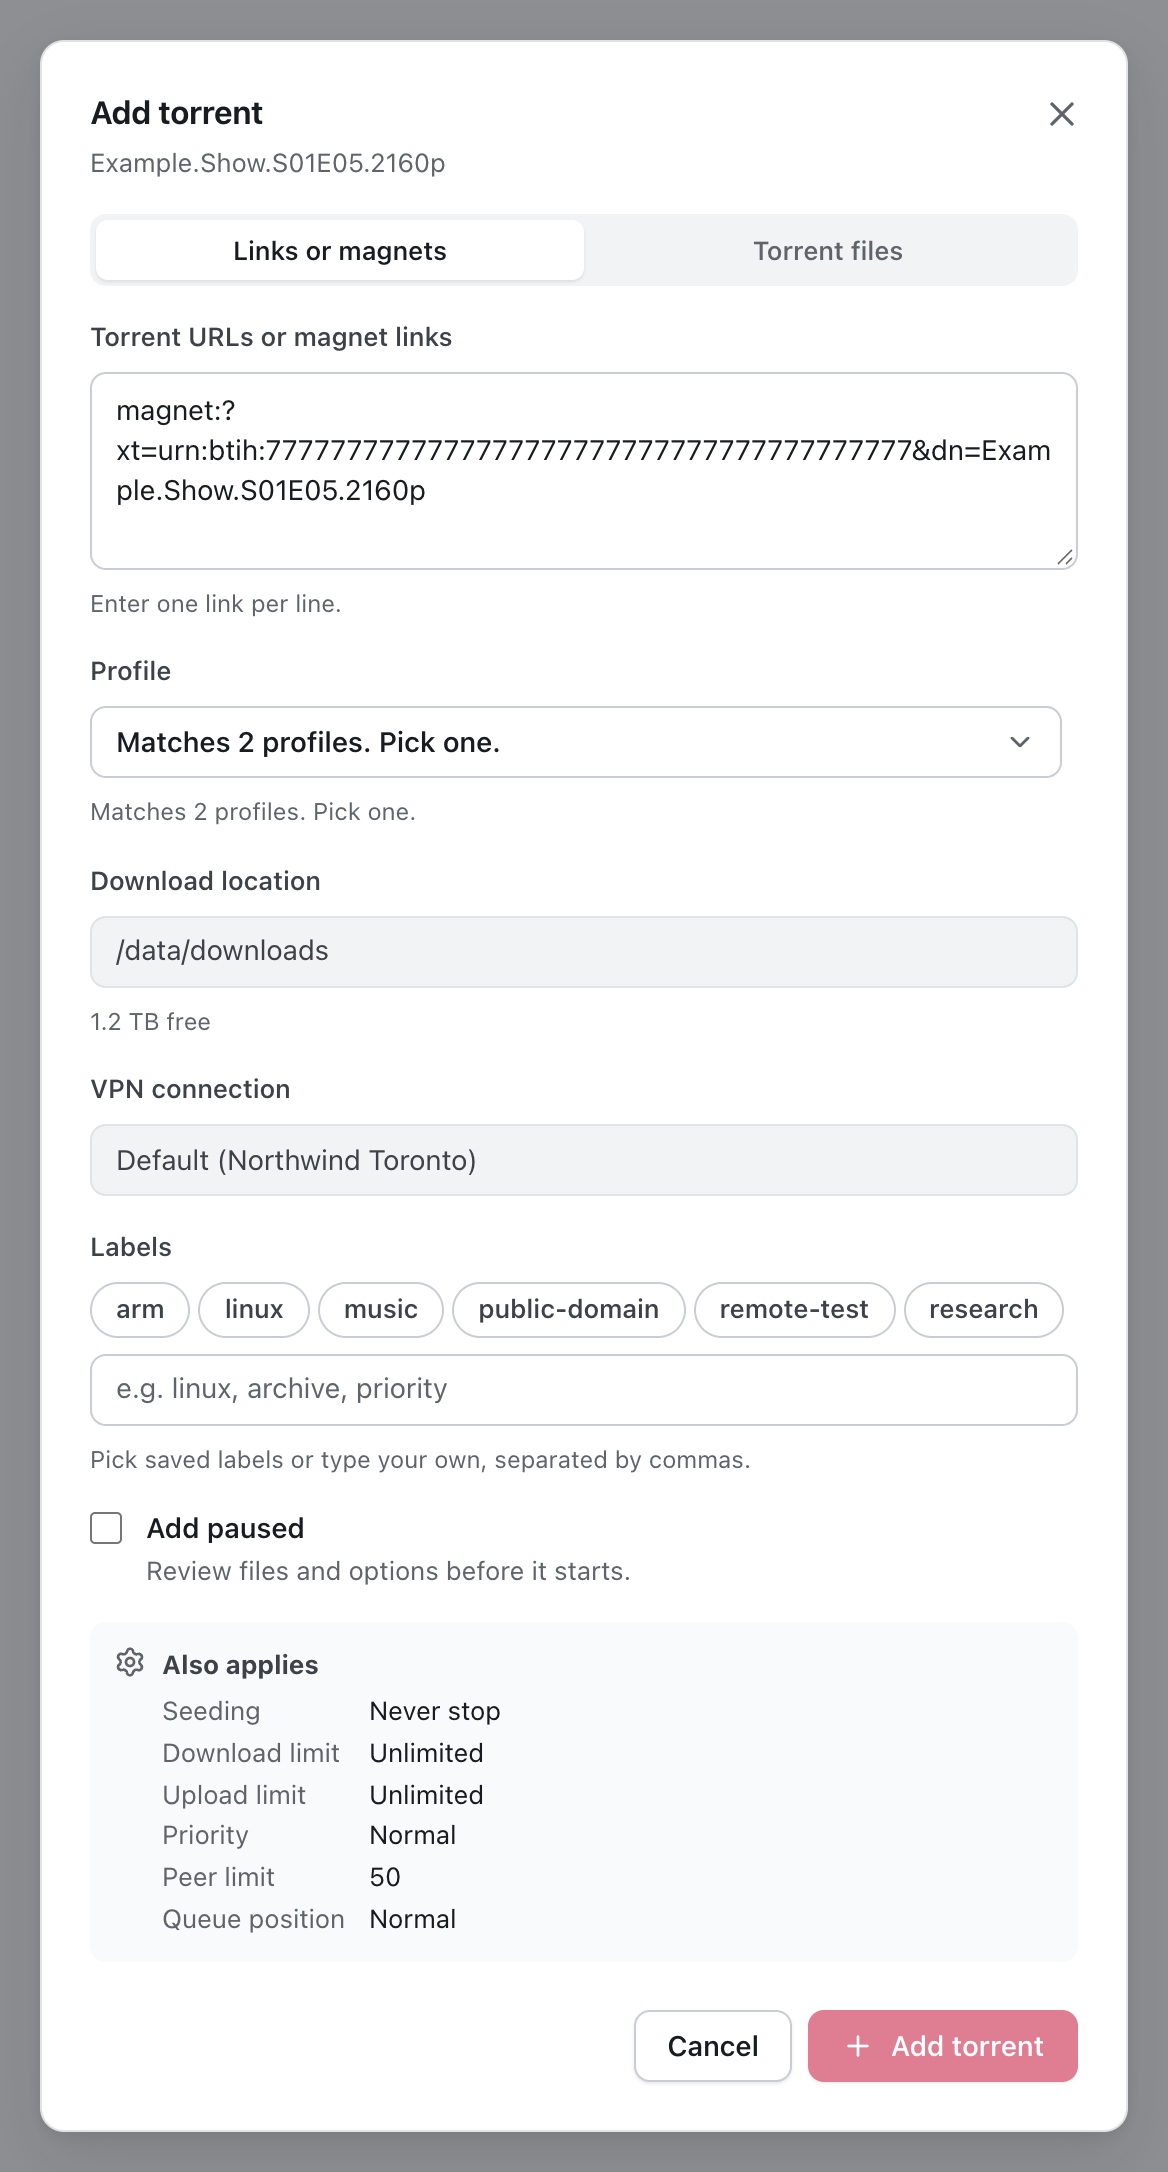 Add torrent
Example.Show.S01E05.2160p
Links or magnets
Torrent files
Torrent URLs or magnet links
magnet:?
xt=urn:btih:7777777777777777777777777777777777777777&dn=Exam
ple.Show.S01E05.2160p
Enter one link per line.
Profile
Matches 2 profiles. Pick one.
Matches 2 profiles. Pick one.
Download location
/data/downloads
1.2 TB free
VPN connection
Default (Northwind Toronto)
Labels
arm linux music public-domain remote-test research
e.g. linux, archive, priority
Pick saved labels or type your own, separated by commas.
Add paused
Review files and options before it starts.
Also applies
Seeding Never stop
Download limit Unlimited
Upload limit Unlimited
Priority Normal
Peer limit 50
Queue position Normal
Cancel
+ Add torrent